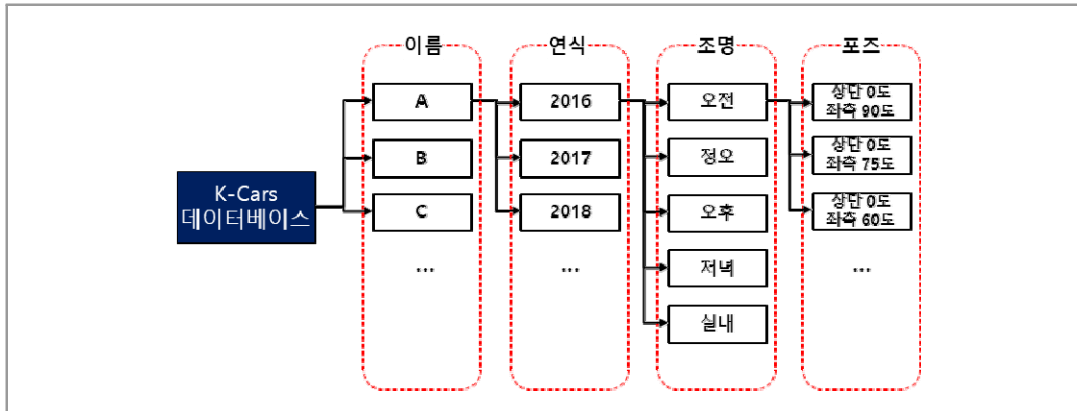 이름
연식
조명
포즈
A
2016
오전
상단 0도
좌측 90도
B
2017
정오
상단 0도
좌측 75도
K-Cars
데이터베이스
C
2018
오후
상단 0도
좌측 60도
...
...
저녁
...
실내